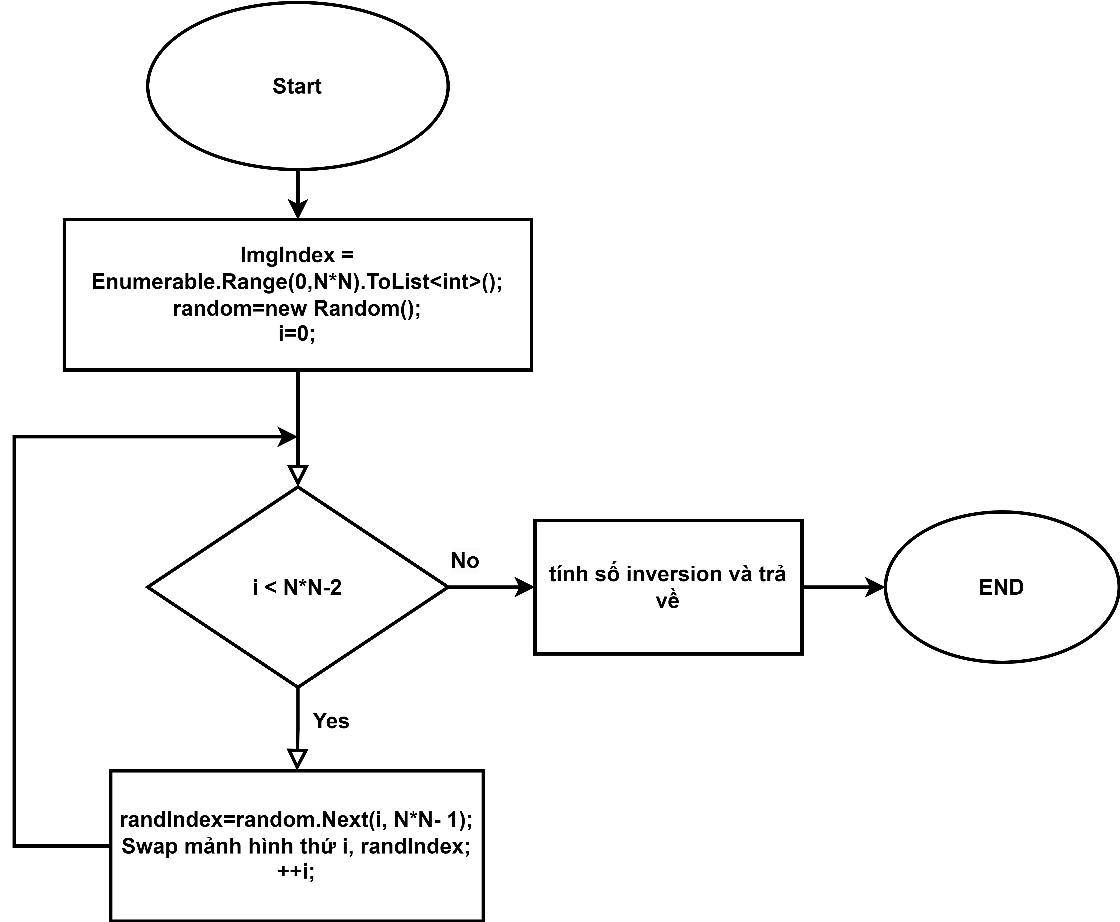 Start
ImgIndex =
Enumerable.Range(0,N*N).ToList<int>();
random=new Random();
i=0;
i < N*N-2
No
tính số inversion và trả
về
END
Yes
randIndex=random.Next(i, N*N- 1);
Swap mảnh hình thứ i, randIndex;
++i;